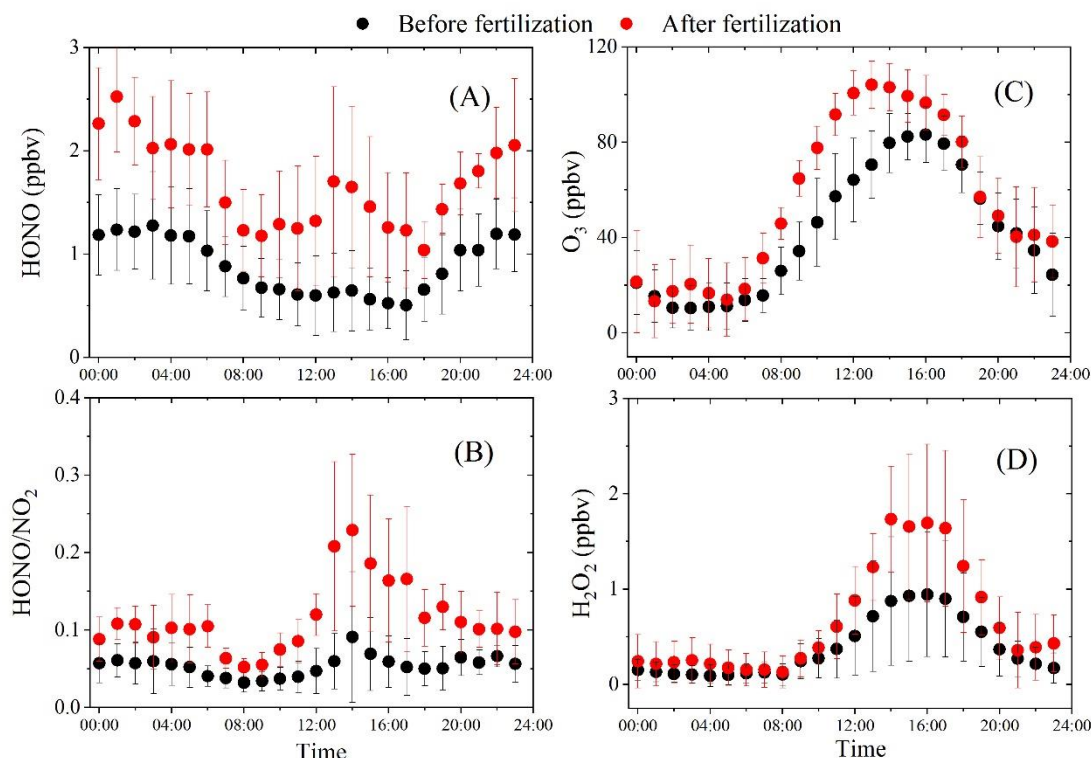 Before fertilization After fertilization
(A)
HONO (ppbv)
3
2
1
0
00:00 04:00 08:00 12:00 16:00 20:00 24:00
(C)
O3 (ppbv)
120
80
40
0
00:00 04:00 08:00 12:00 16:00 20:00 24:00
(B)
HONO/NO2
0.4
0.3
0.2
0.1
0.0
00:00 04:00 08:00 12:00 16:00 20:00 24:00
Time
(D)
H2O2 (ppbv)
3
2
1
0
00:00 04:00 08:00 12:00 16:00 20:00 24:00
Time